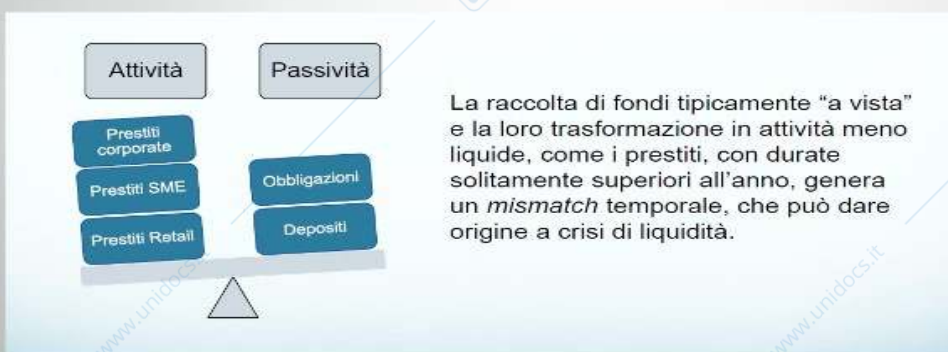 Attività
Passività
Prestiti
corporate
Prestiti SME
Prestiti Retail
Obbligazioni
Depositi
La raccolta di fondi tipicamente “a vista”
e la loro trasformazione in attività meno
liquide, come i prestiti, con durate
solitamente superiori all'anno, genera
un mismatch temporale, che può dare
origine a crisi di liquidità.
www.unidocs
www.unidocs.it